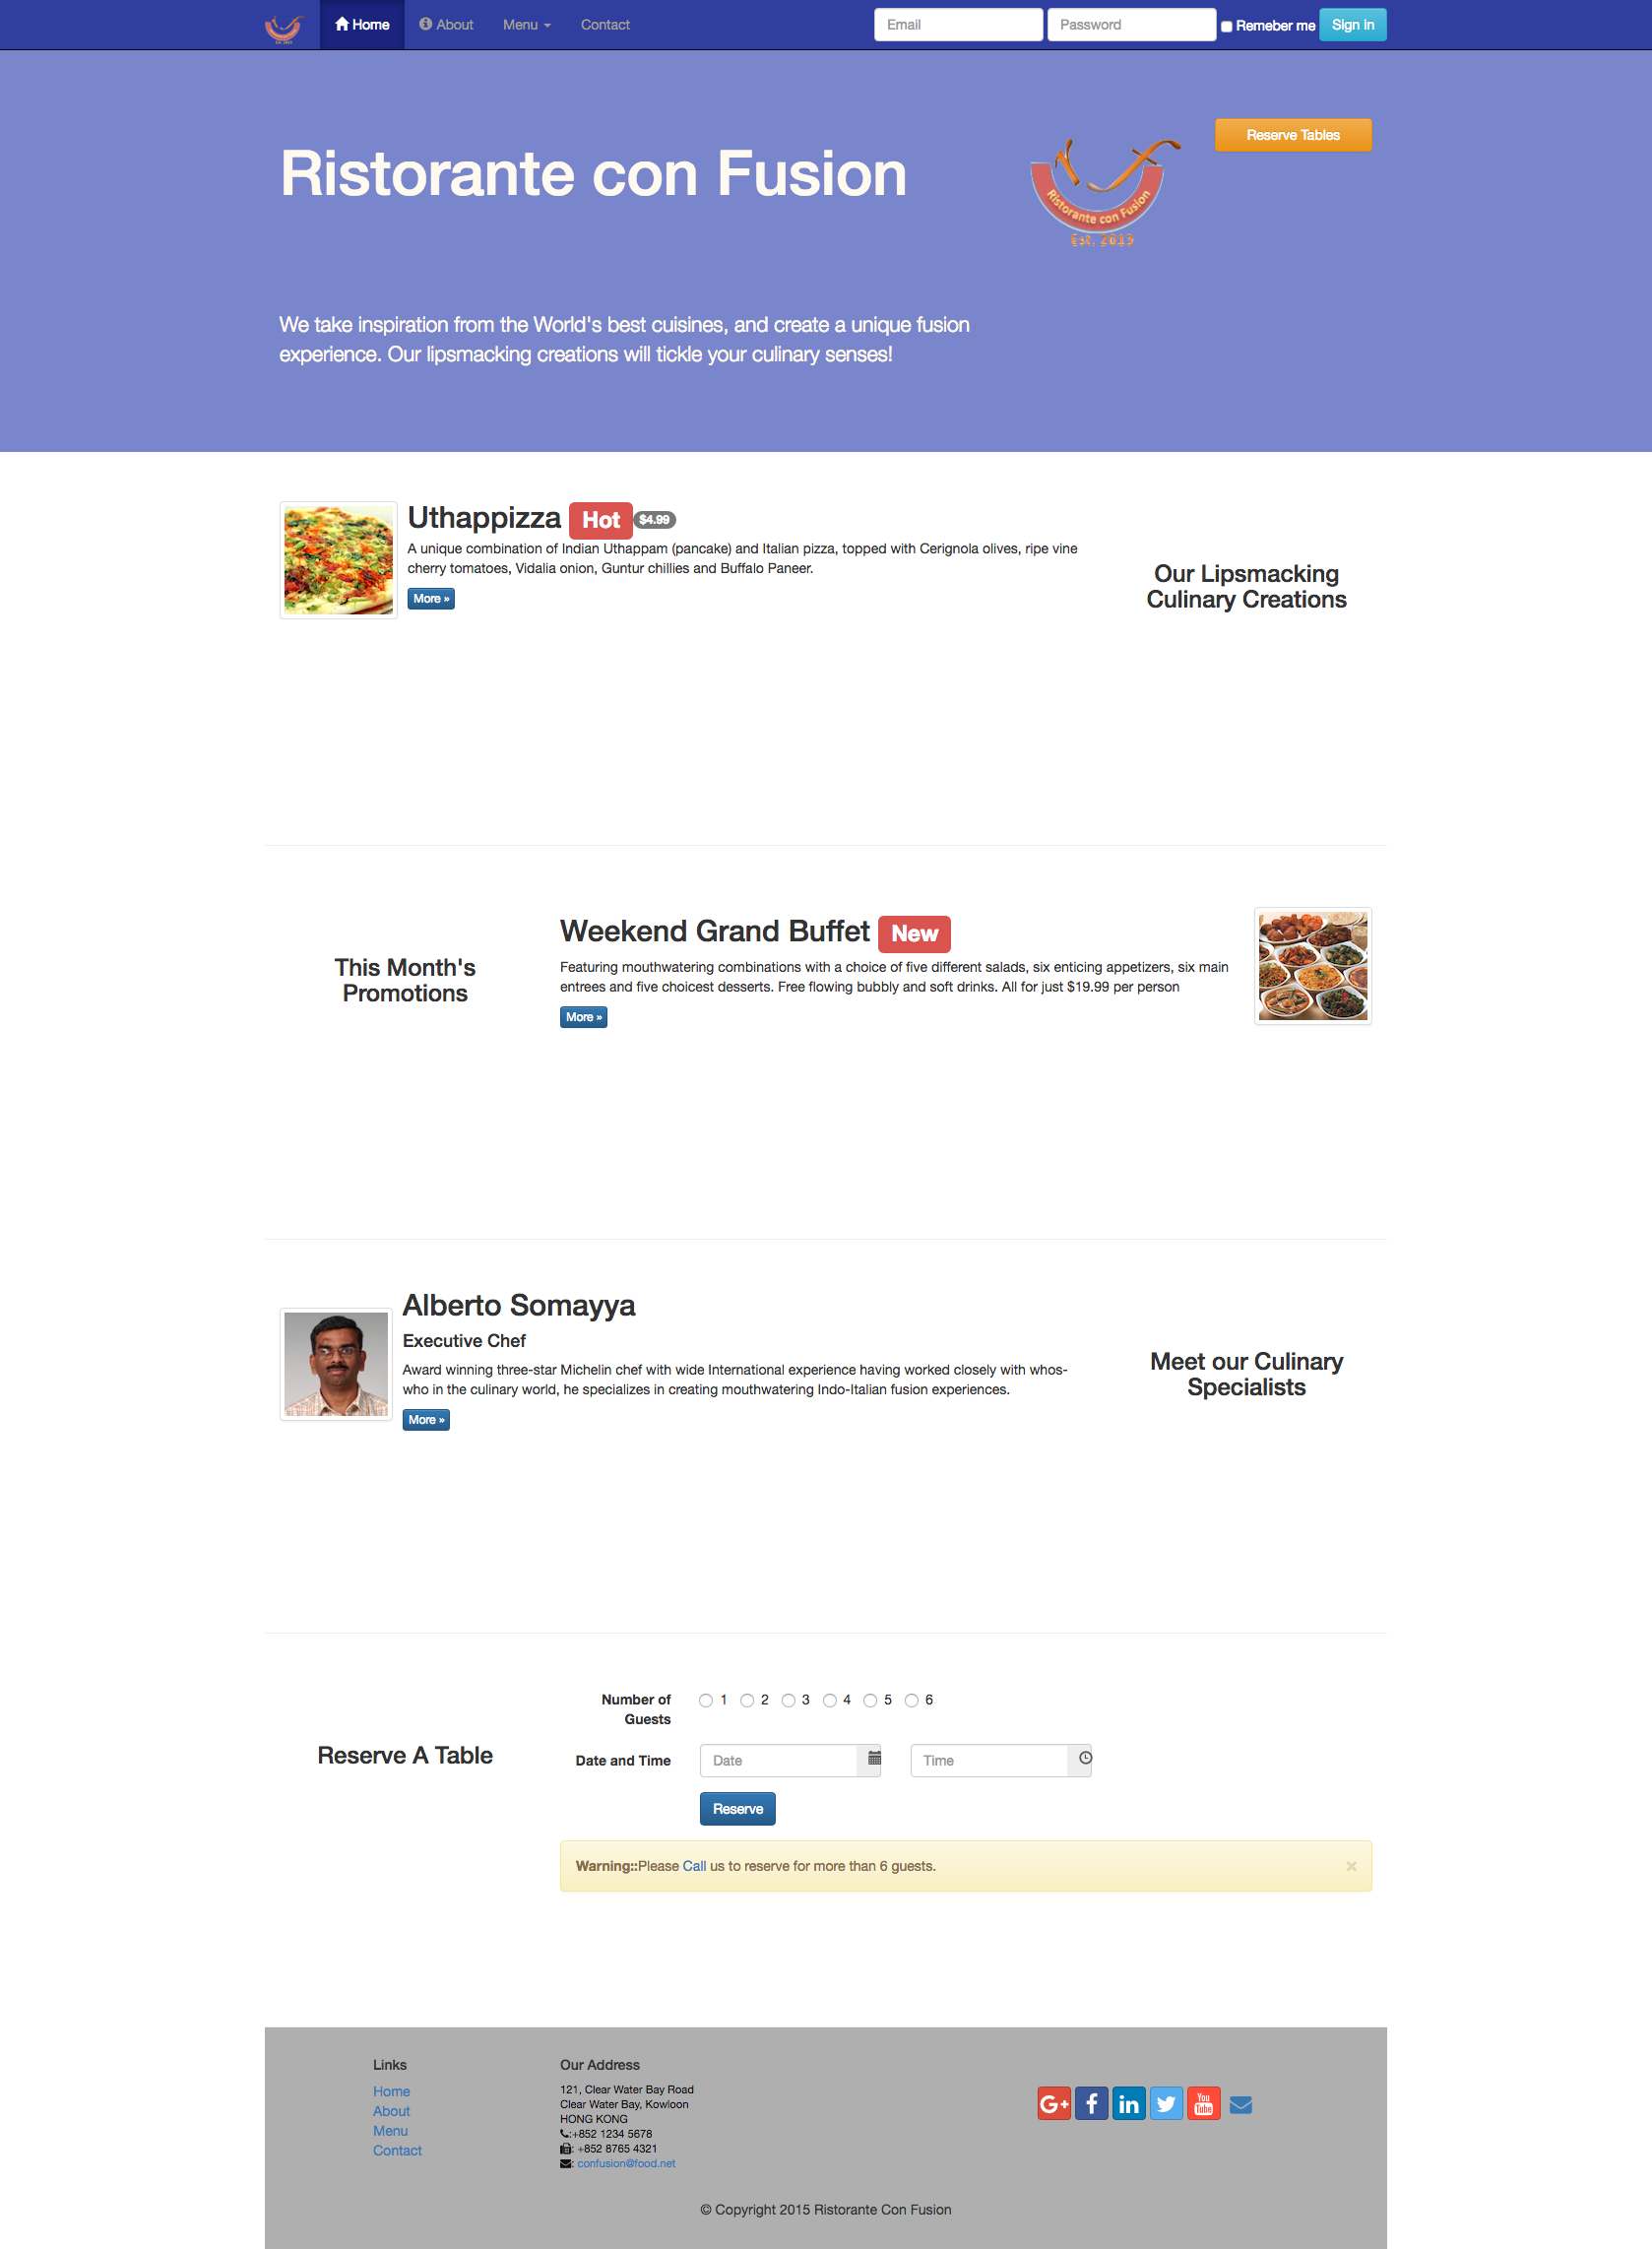 Home About Menu Contact Email Password Remeber me Sign in
Ristorante con Fusion
Ristorante con Fusion
Est. 2013
Reserve Tables
We take inspiration from the World's best cuisines, and create a unique fusion
experience. Our lipsmacking creations will tickle your culinary senses!
Uthappizza Hot $4.99
A unique combination of Indian Uthappam (pancake) and Italian pizza, topped with Cerignola olives, ripe vine
cherry tomatoes, Vidalia onion, Guntur chillies and Buffalo Paneer.
More »
Our Lipsmacking
Culinary Creations
This Month's
Promotions
Weekend Grand Buffet New
Featuring mouthwatering combinations with a choice of five different salads, six enticing appetizers, six main
entrees and five choicest desserts. Free flowing bubbly and soft drinks. All for just $19.99 per person
More »
Alberto Somayya
Executive Chef
Award winning three-star Michelin chef with wide International experience having worked closely with whos-
who in the culinary world, he specializes in creating mouthwatering Indo-Italian fusion experiences.
More »
Meet our Culinary
Specialists
Reserve A Table
Number of
Guests
1 2 3 4 5 6
Date and Time Date Time
Reserve
Warning::Please Call us to reserve for more than 6 guests. ×
Links
Home
About
Menu
Contact
Our Address
121, Clear Water Bay Road
Clear Water Bay, Kowloon
HONG KONG
:+852 1234 5678
: +852 8765 4321
: confusion@food.net
G+ f in You Tube
© Copyright 2015 Ristorante Con Fusion